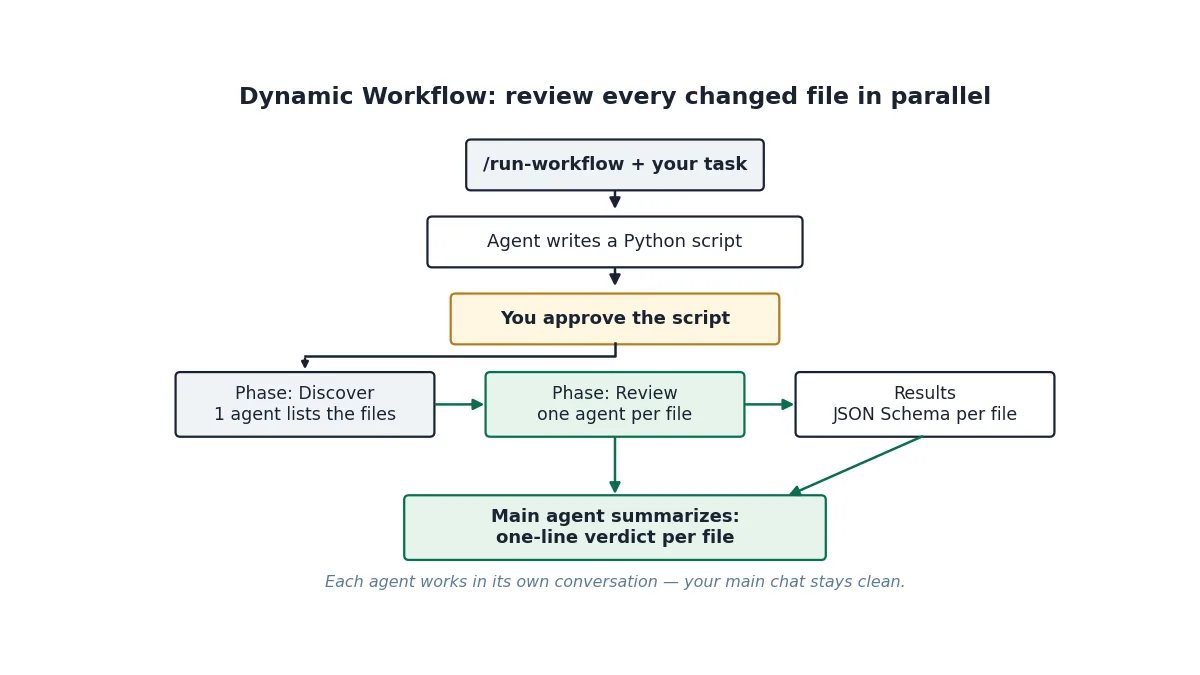 Dynamic Workflow: review every changed file in parallel
/run-workflow + your task
Agent writes a Python script
You approve the script
Phase: Discover
1 agent lists the files
Phase: Review
one agent per file
Results
JSON Schema per file
Main agent summarizes:
one-line verdict per file
Each agent works in its own conversation — your main chat stays clean.